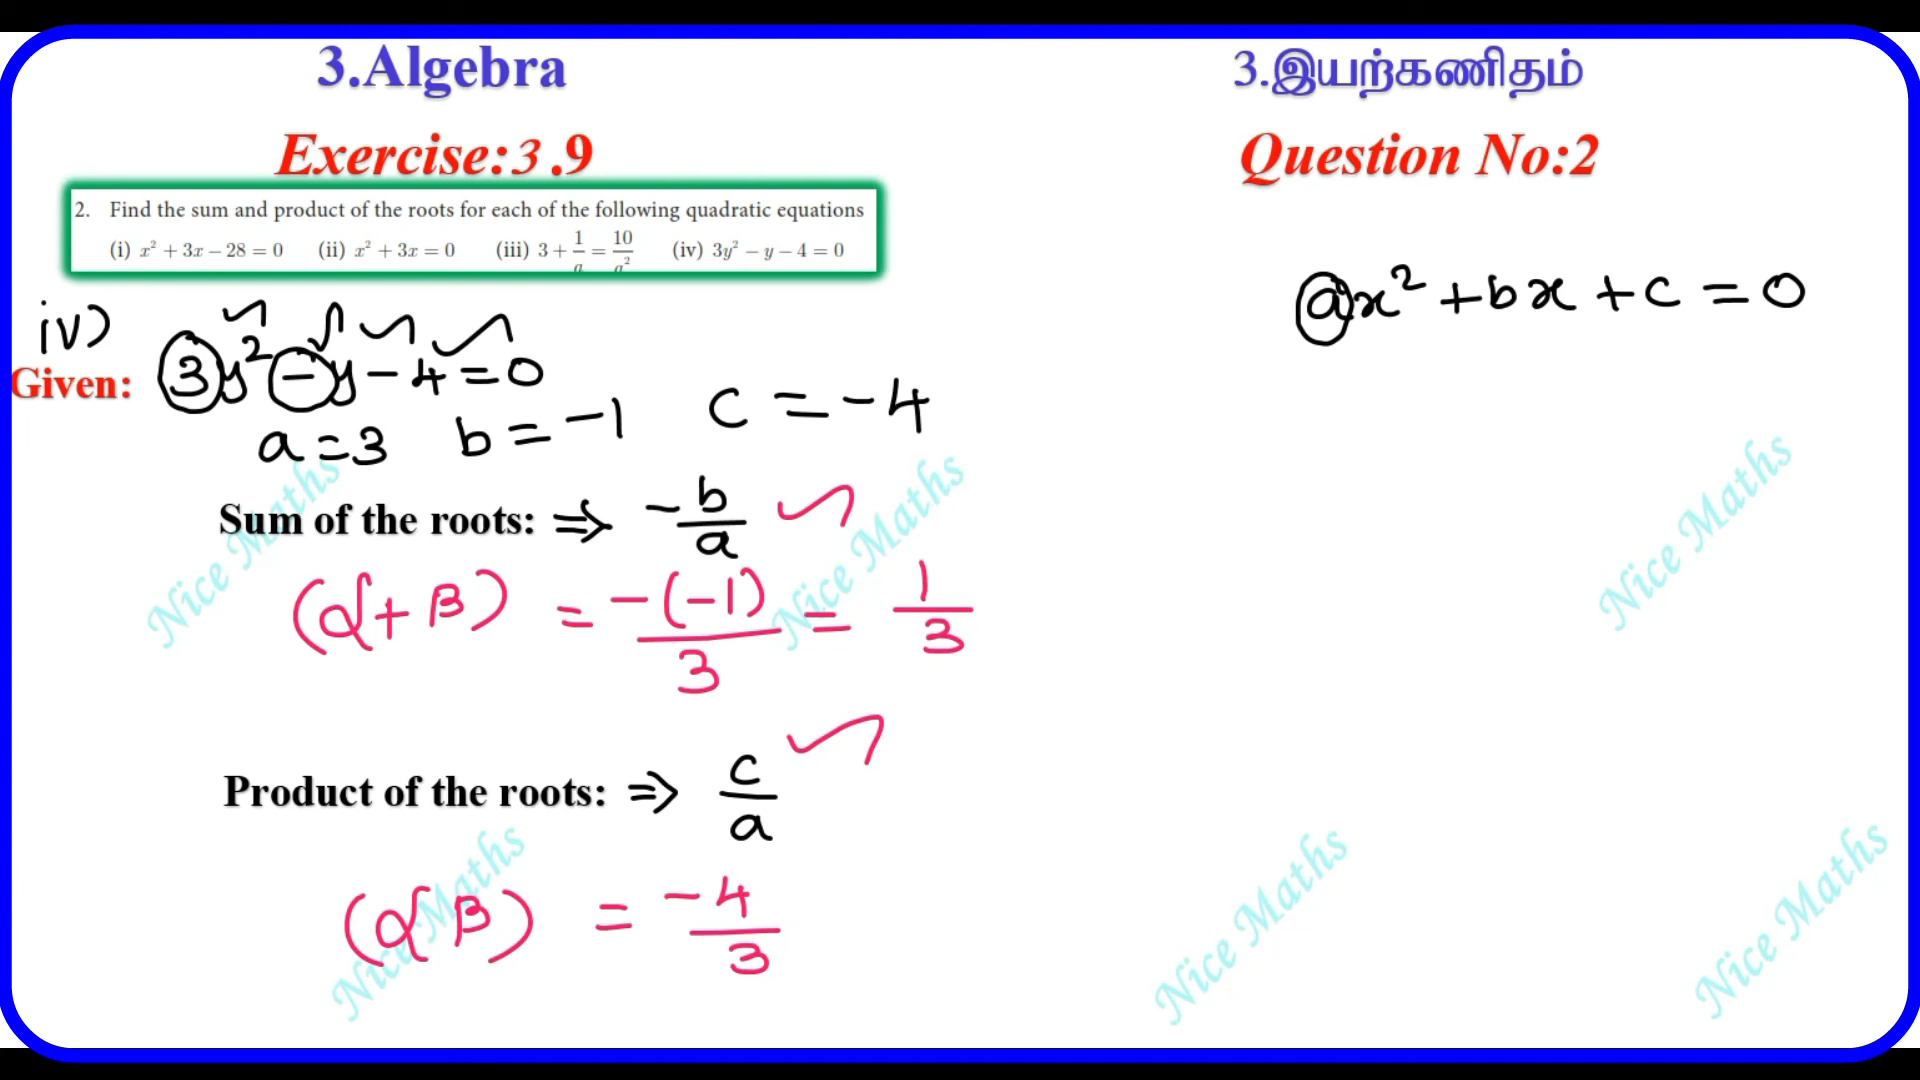 3.Algebra
3.இயற்கணிதம்
Exercise:3.9
Question No:2
2. Find the sum and product of the roots for each of the following quadratic equations
(i) x² + 3x − 28 = 0 (ii) x² + 3x = 0 (iii) 3 + 1/a = 10/a² (iv) 3y² − y − 4 = 0
ax² + bx + c = 0
iv)
Given: 3y² − y − 4 = 0
a = 3 b = −1 c = −4
Sum of the roots: ⇒ −b/a
(α + β) = −(−1)/3 = 1/3
Product of the roots: ⇒ c/a
(αβ) = −4/3
Nice Maths
Nice Maths
Nice Maths
Nice Maths
Nice Maths
Nice Maths